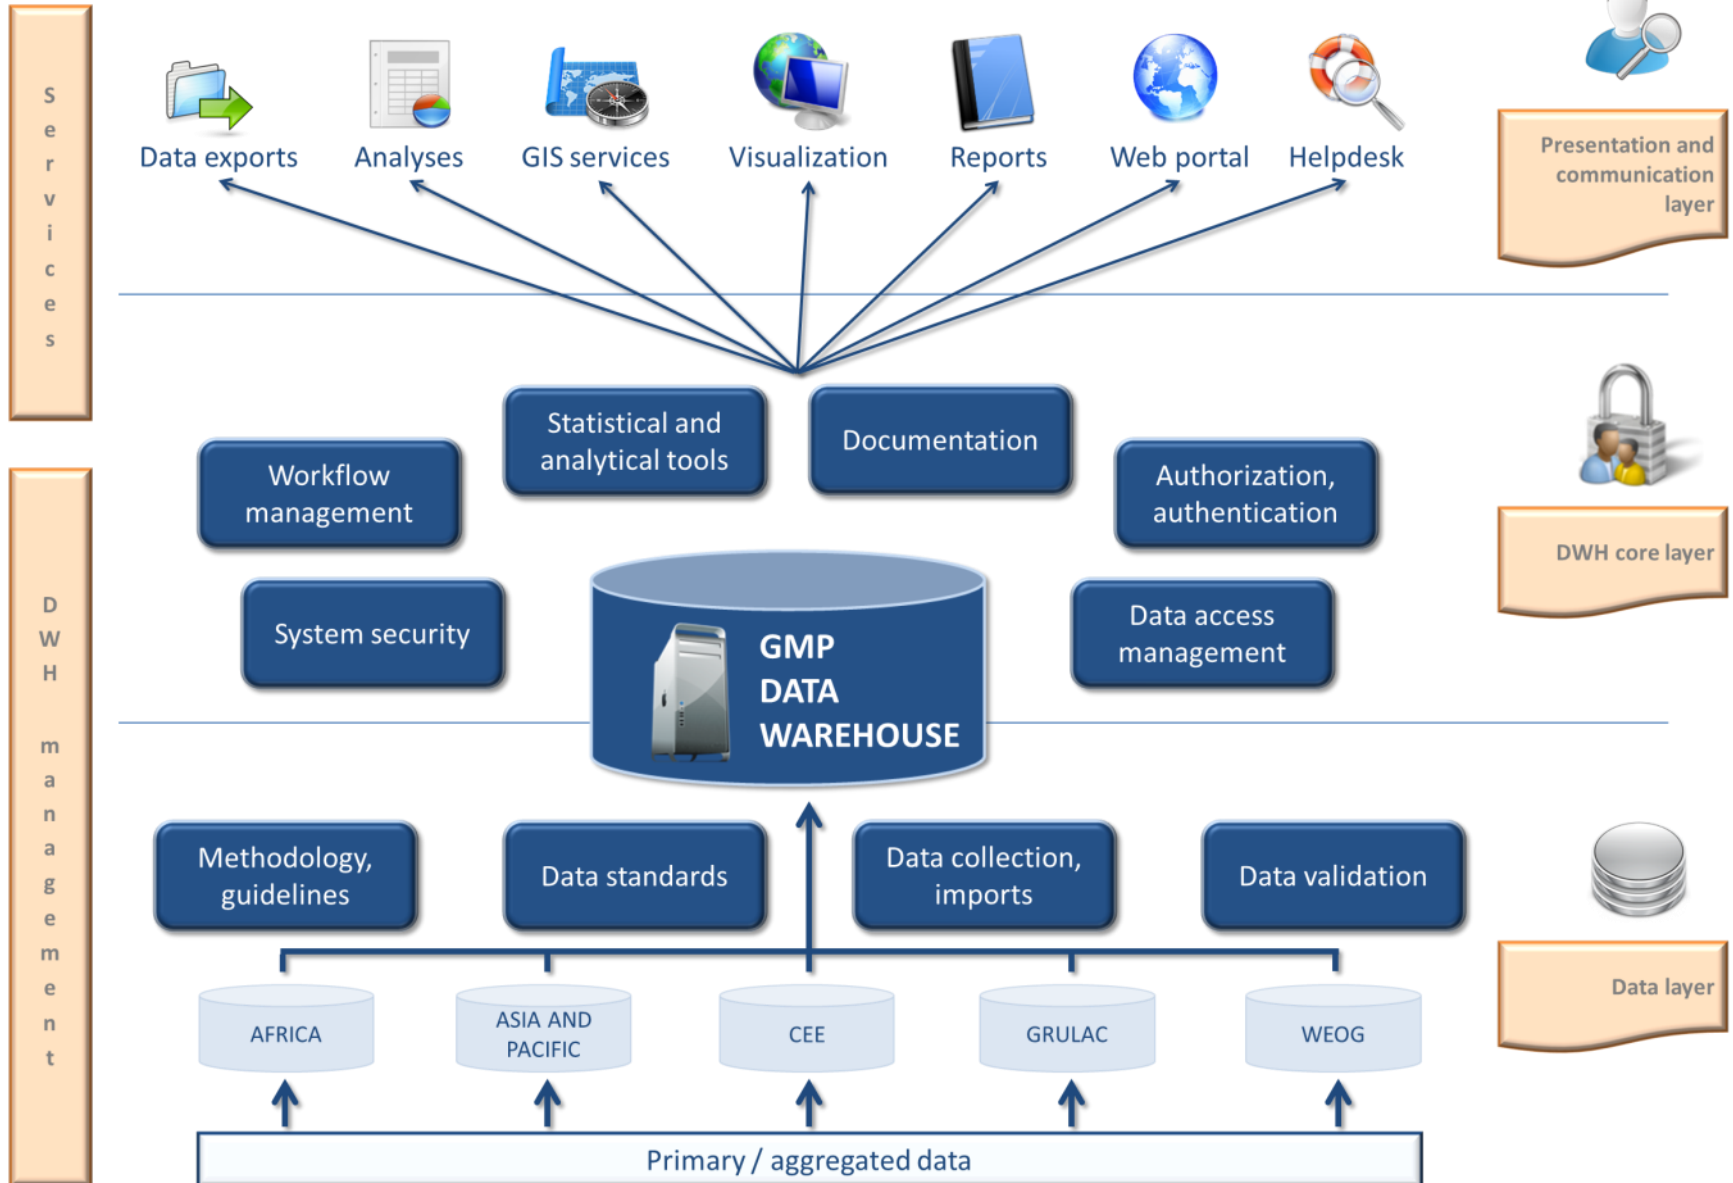 Services
Data exports
Analyses
GIS services
Visualization
Reports
Web portal
Helpdesk
Presentation and
communication
layer
Statistical and
analytical tools
Documentation
Workflow
management
Authorization,
authentication
DWH core layer
System security
Data access
management
GMP
DATA
WAREHOUSE
DWH management
Methodology,
guidelines
Data standards
Data collection,
imports
Data validation
Data layer
AFRICA
ASIA AND
PACIFIC
CEE
GRULAC
WEOG
Primary / aggregated data